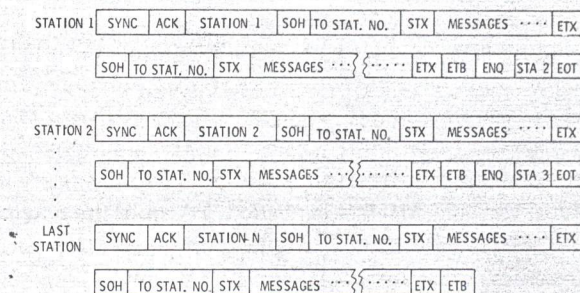 STATION 1 SYNC ACK STATION 1 SOH TO STAT. NO. STX MESSAGES ···· ETX
SOH TO STAT. NO. STX MESSAGES ··· ····· ETX ETB ENQ STA 2 EOT
STATION 2 SYNC ACK STATION 2 SOH TO STAT. NO. STX MESSAGES ···· ETX
SOH TO STAT. NO. STX MESSAGES ··· ····· ETX ETB ENQ STA 3 EOT
LAST STATION SYNC ACK STATION N SOH TO STAT. NO. STX MESSAGES ···· ETX
SOH TO STAT. NO. STX MESSAGES ··· ····· ETX ETB